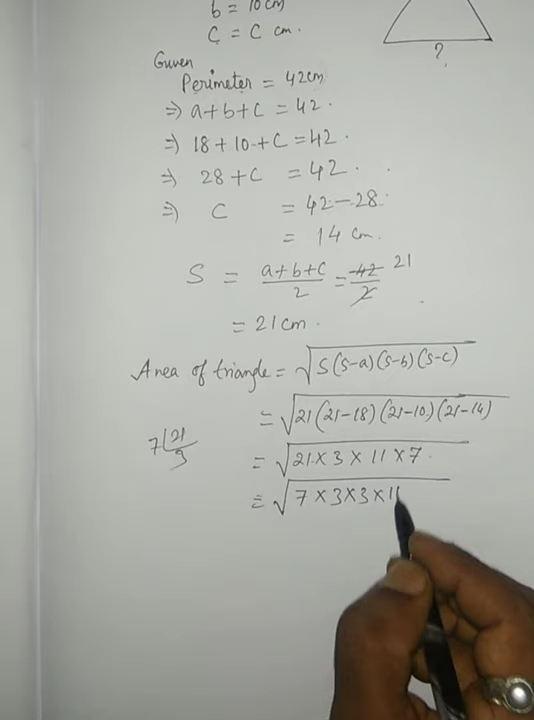 b = 10 cm
C = C cm.
?
Guven
Perimeter = 42cm
⇒ a+b+c = 42.
⇒ 18+10+C = 42.
⇒ 28+C = 42.
⇒ C = 42-28.
= 14 cm.
S = a+b+c/2 = 42/2 21
= 21 cm.
Area of triangle = √S(S-a)(S-b)(S-c)
= √21(21-18)(21-10)(21-14)
7|21
3
= √21×3×11×7.
= √7×3×3×11